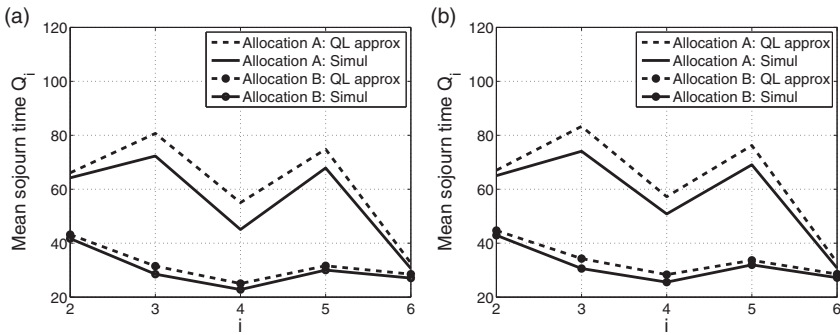 (a)
Mean sojourn time Q_i
120
100
80
60
40
20
2
3
4
5
6
i
Allocation A: QL approx
Allocation A: Simul
Allocation B: QL approx
Allocation B: Simul
(b)
Mean sojourn time Q_i
120
100
80
60
40
20
2
3
4
5
6
i
Allocation A: QL approx
Allocation A: Simul
Allocation B: QL approx
Allocation B: Simul